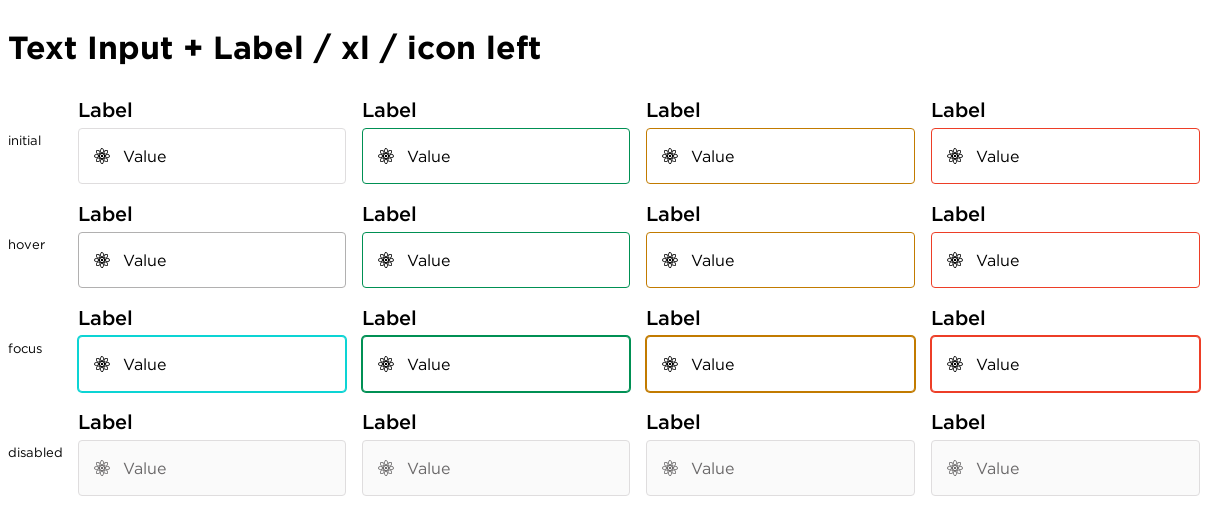 Text Input + Label / xl / icon left
Label Label Label Label
initial
Value Value Value Value
Label Label Label Label
hover
Value Value Value Value
Label Label Label Label
focus
Value Value Value Value
Label Label Label Label
disabled
Value Value Value Value